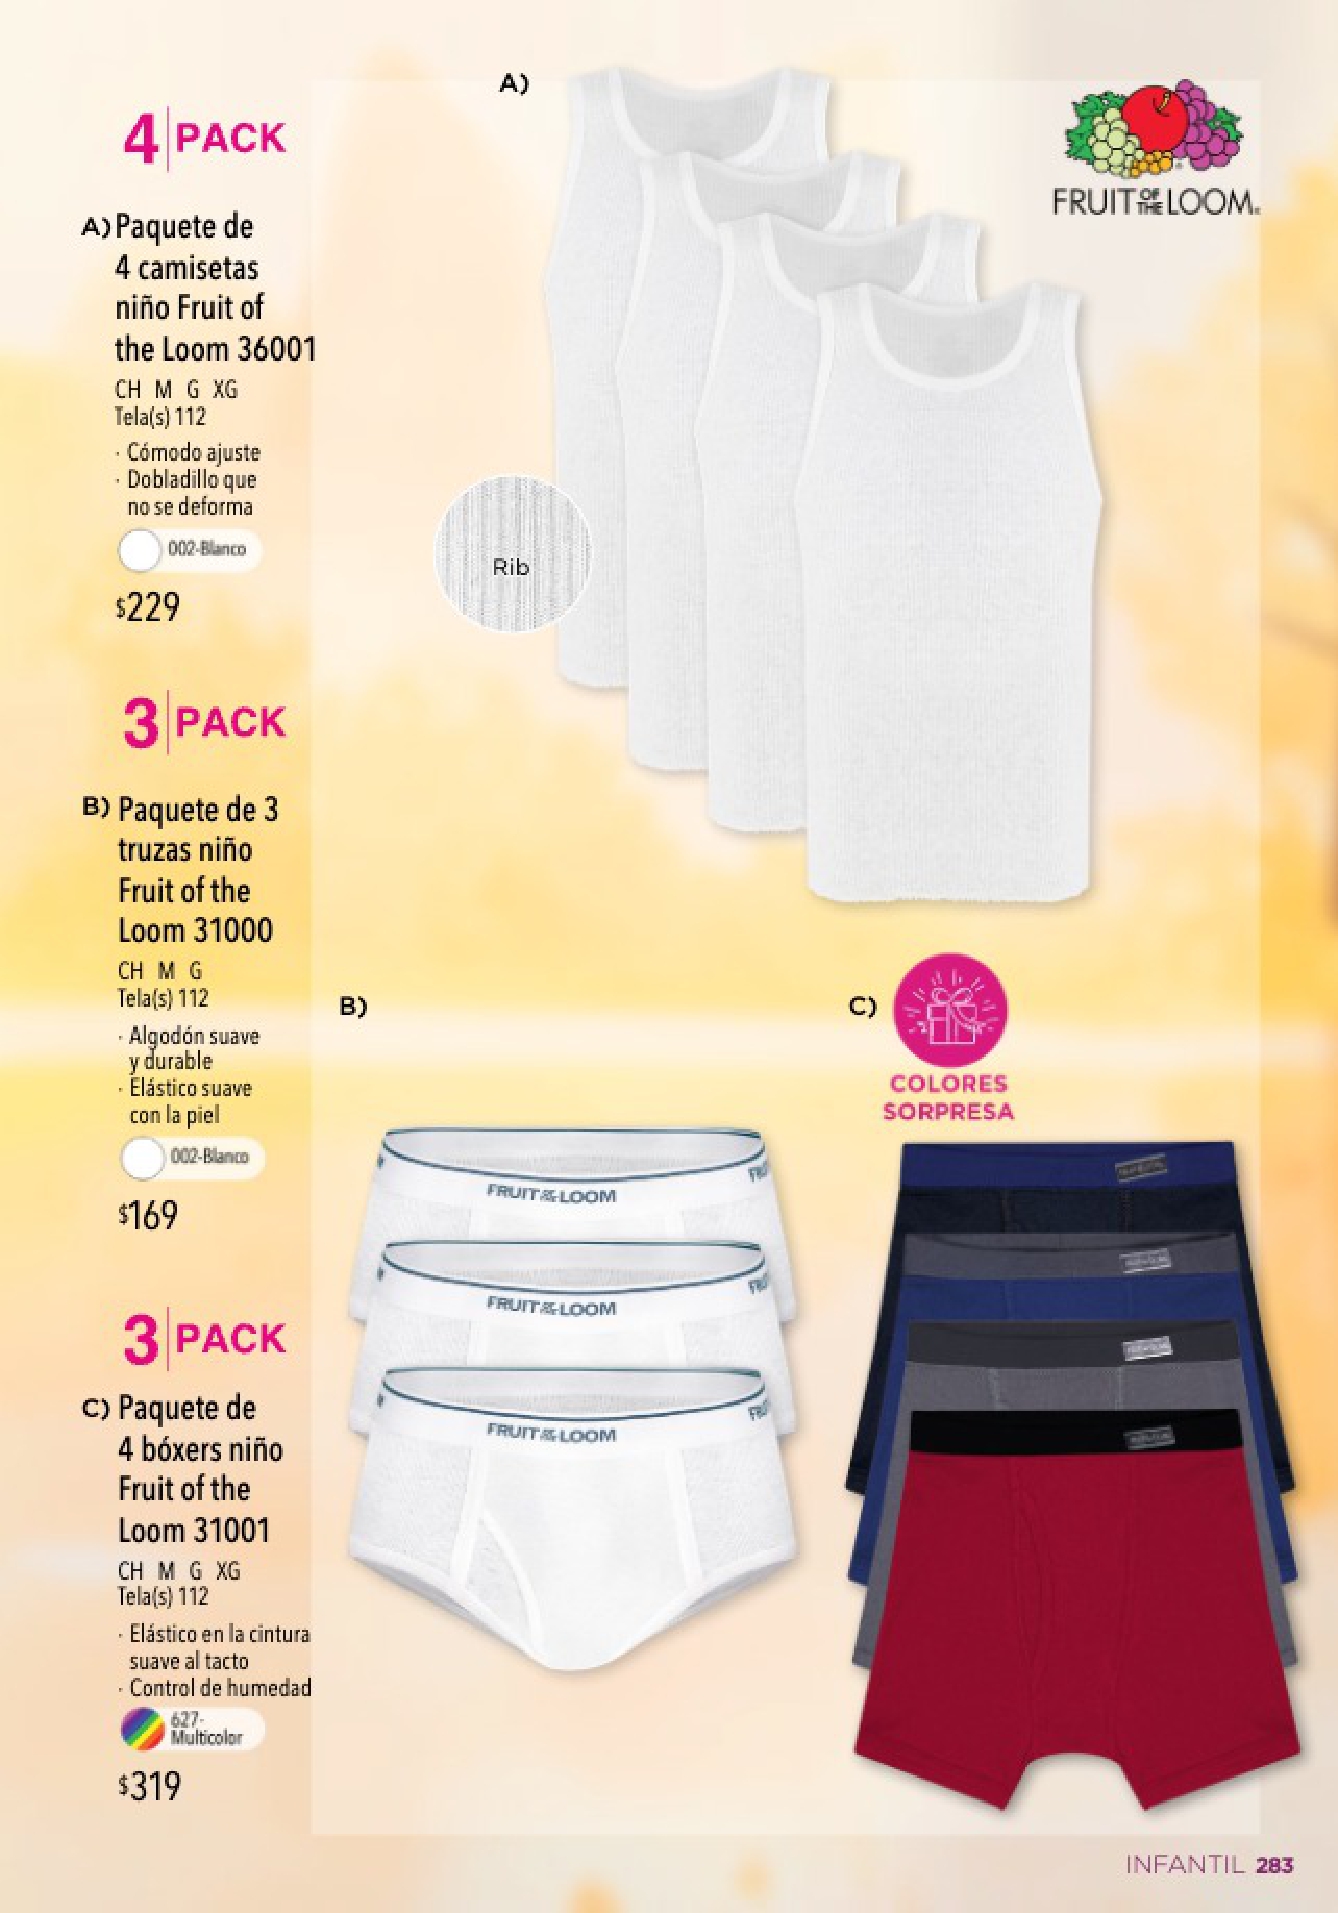 4 PACK
A) Paquete de
4 camisetas
niño Fruit of
the Loom 36001
CH M G XG
Tela(s) 112
· Cómodo ajuste
· Dobladillo que
no se deforma
002-Blanco
$229
A)
Rib
FRUIT OF THE LOOM.
3 PACK
B) Paquete de 3
truzas niño
Fruit of the
Loom 31000
CH M G
Tela(s) 112
· Algodón suave
y durable
· Elástico suave
con la piel
002-Blanco
$169
B)
FRUIT OF THE LOOM
FRU
FRUIT OF THE LOOM
FRU
FRUIT OF THE LOOM
FRU
C)
COLORES
SORPRESA
3 PACK
C) Paquete de
4 bóxers niño
Fruit of the
Loom 31001
CH M G XG
Tela(s) 112
· Elástico en la cintura
suave al tacto
· Control de humedad
627-
Multicolor
$319
INFANTIL 283